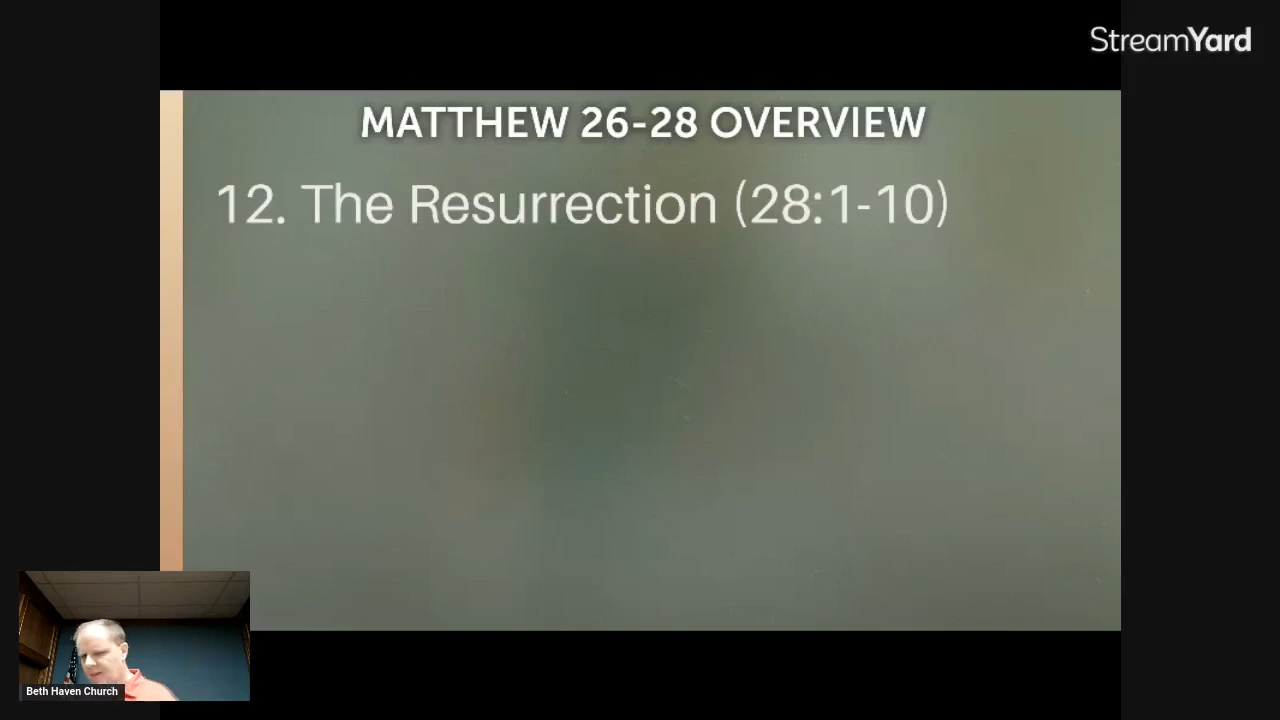 StreamYard
MATTHEW 26-28 OVERVIEW
12. The Resurrection (28:1-10)
Beth Haven Church